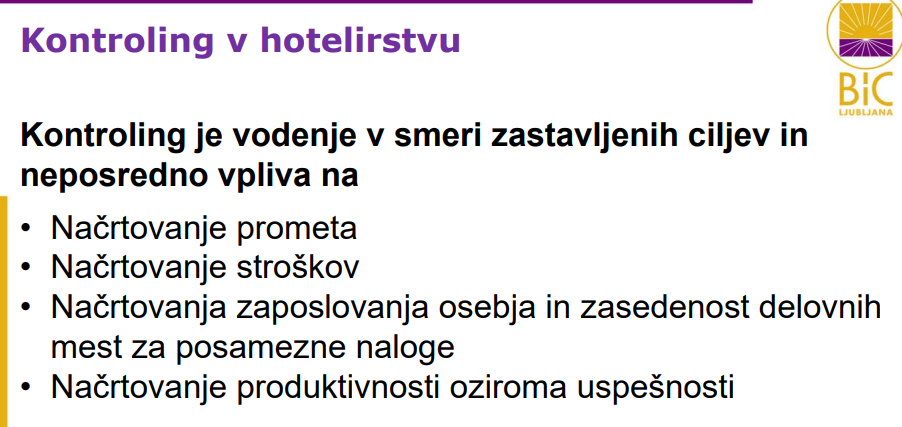 Kontroling v hotelirstvu
BIC
LJUBLJANA
Kontroling je vodenje v smeri zastavljenih ciljev in
neposredno vpliva na
• Načrtovanje prometa
• Načrtovanje stroškov
• Načrtovanja zaposlovanja osebja in zasedenost delovnih
mest za posamezne naloge
• Načrtovanje produktivnosti oziroma uspešnosti